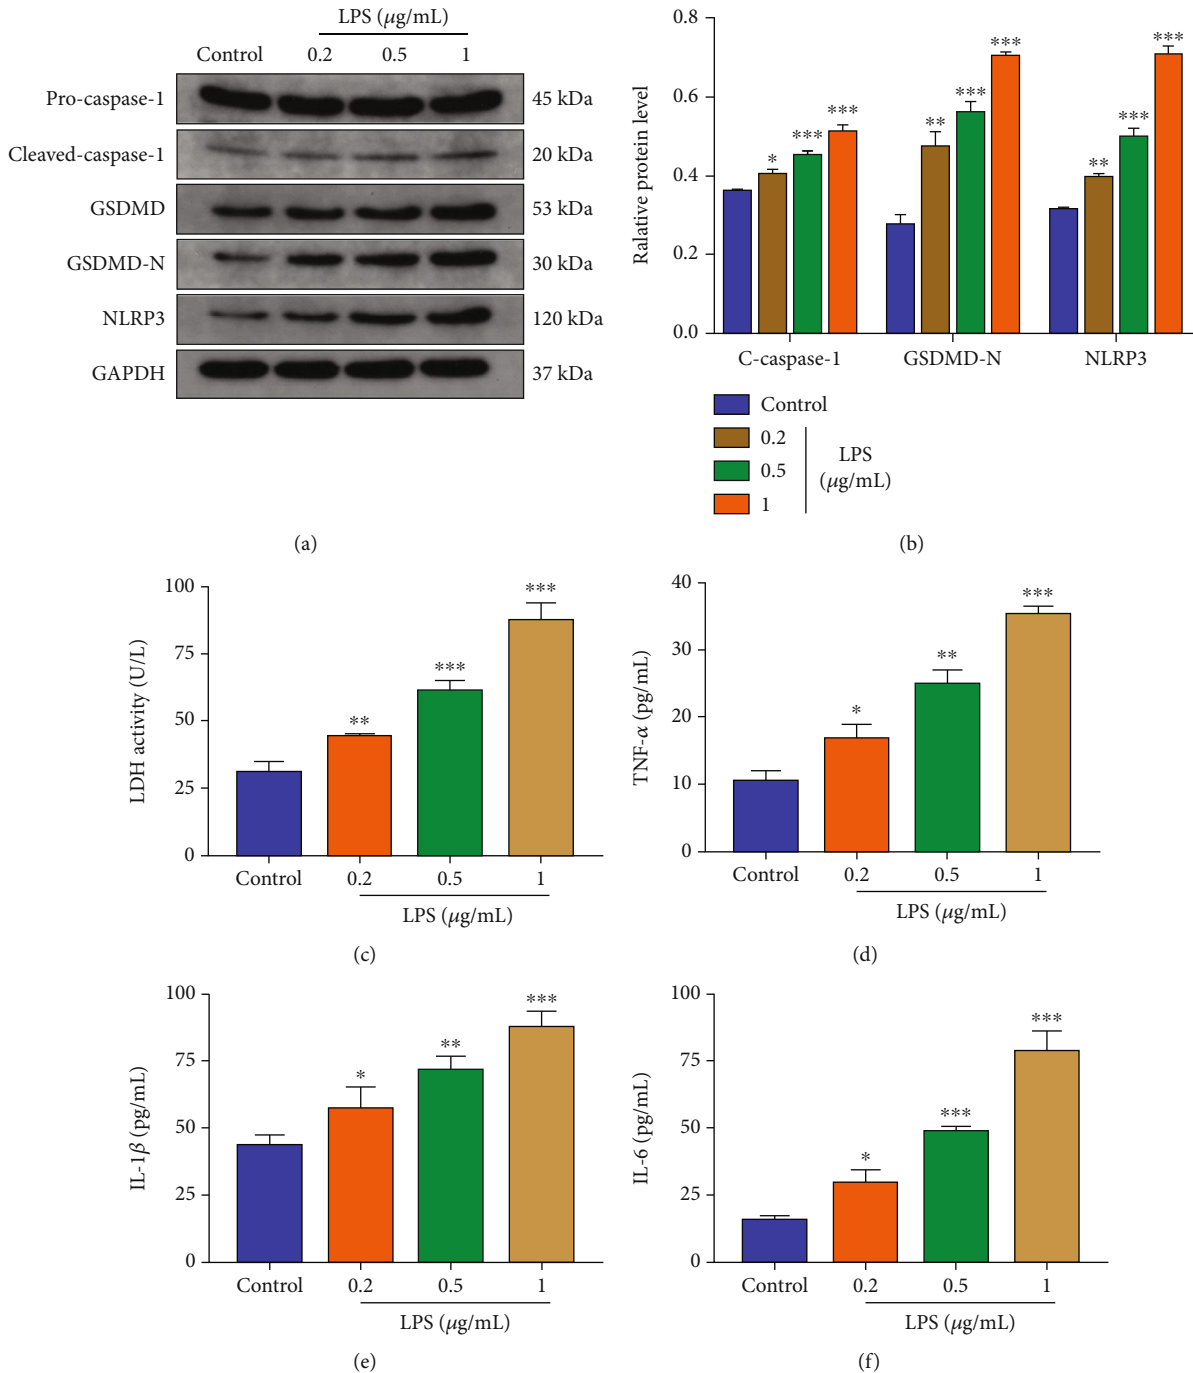 LPS (μg/mL)
Control 0.2 0.5 1
Pro-caspase-1 45 kDa
Cleaved-caspase-1 20 kDa
GSDMD 53 kDa
GSDMD-N 30 kDa
NLRP3 120 kDa
GAPDH 37 kDa
(a)
Ralative protein level
0.8
0.6
0.4
0.2
0.0
* *** ***
** *** ***
** *** ***
C-caspase-1 GSDMD-N NLRP3
Control
0.2
0.5
1
LPS
(μg/mL)
(b)
LDH activity (U/L)
100
75
50
25
0
** *** ***
Control 0.2 0.5 1
LPS (μg/mL)
(c)
TNF-α (pg/mL)
40
30
20
10
0
* ** ***
Control 0.2 0.5 1
LPS (μg/mL)
(d)
IL-1β (pg/mL)
100
75
50
25
0
* ** ***
Control 0.2 0.5 1
LPS (μg/mL)
(e)
IL-6 (pg/mL)
100
75
50
25
0
* *** ***
Control 0.2 0.5 1
LPS (μg/mL)
(f)